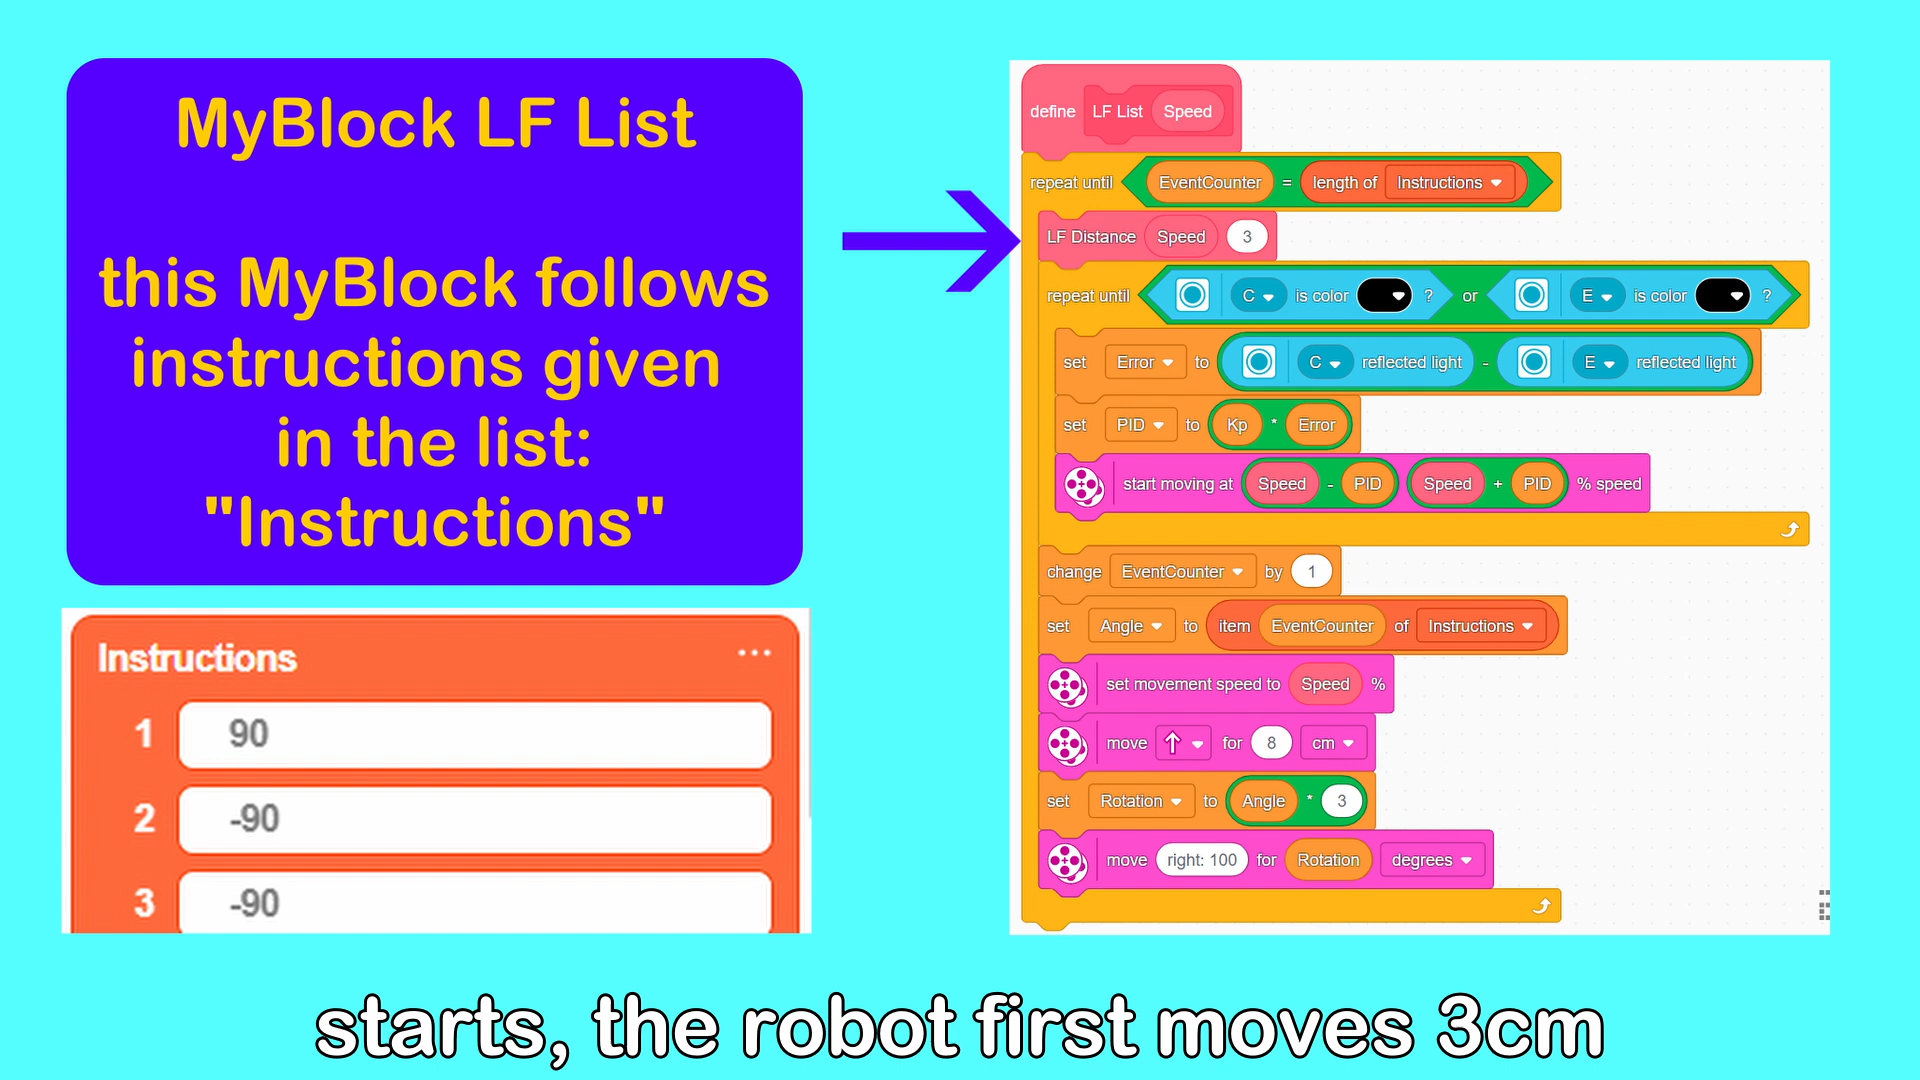 MyBlock LF List
this MyBlock follows
instructions given
in the list:
"Instructions"
Instructions
1 90
2 -90
3 -90
define LF List Speed
repeat until EventCounter = length of Instructions
LF Distance Speed 3
repeat until C is color ? or E is color ?
set Error to C reflected light - E reflected light
set PID to Kp * Error
start moving at Speed - PID Speed + PID % speed
change EventCounter by 1
set Angle to item EventCounter of Instructions
set movement speed to Speed %
move for 8 cm
set Rotation to Angle * 3
move right: 100 for Rotation degrees
starts, the robot first moves 3cm